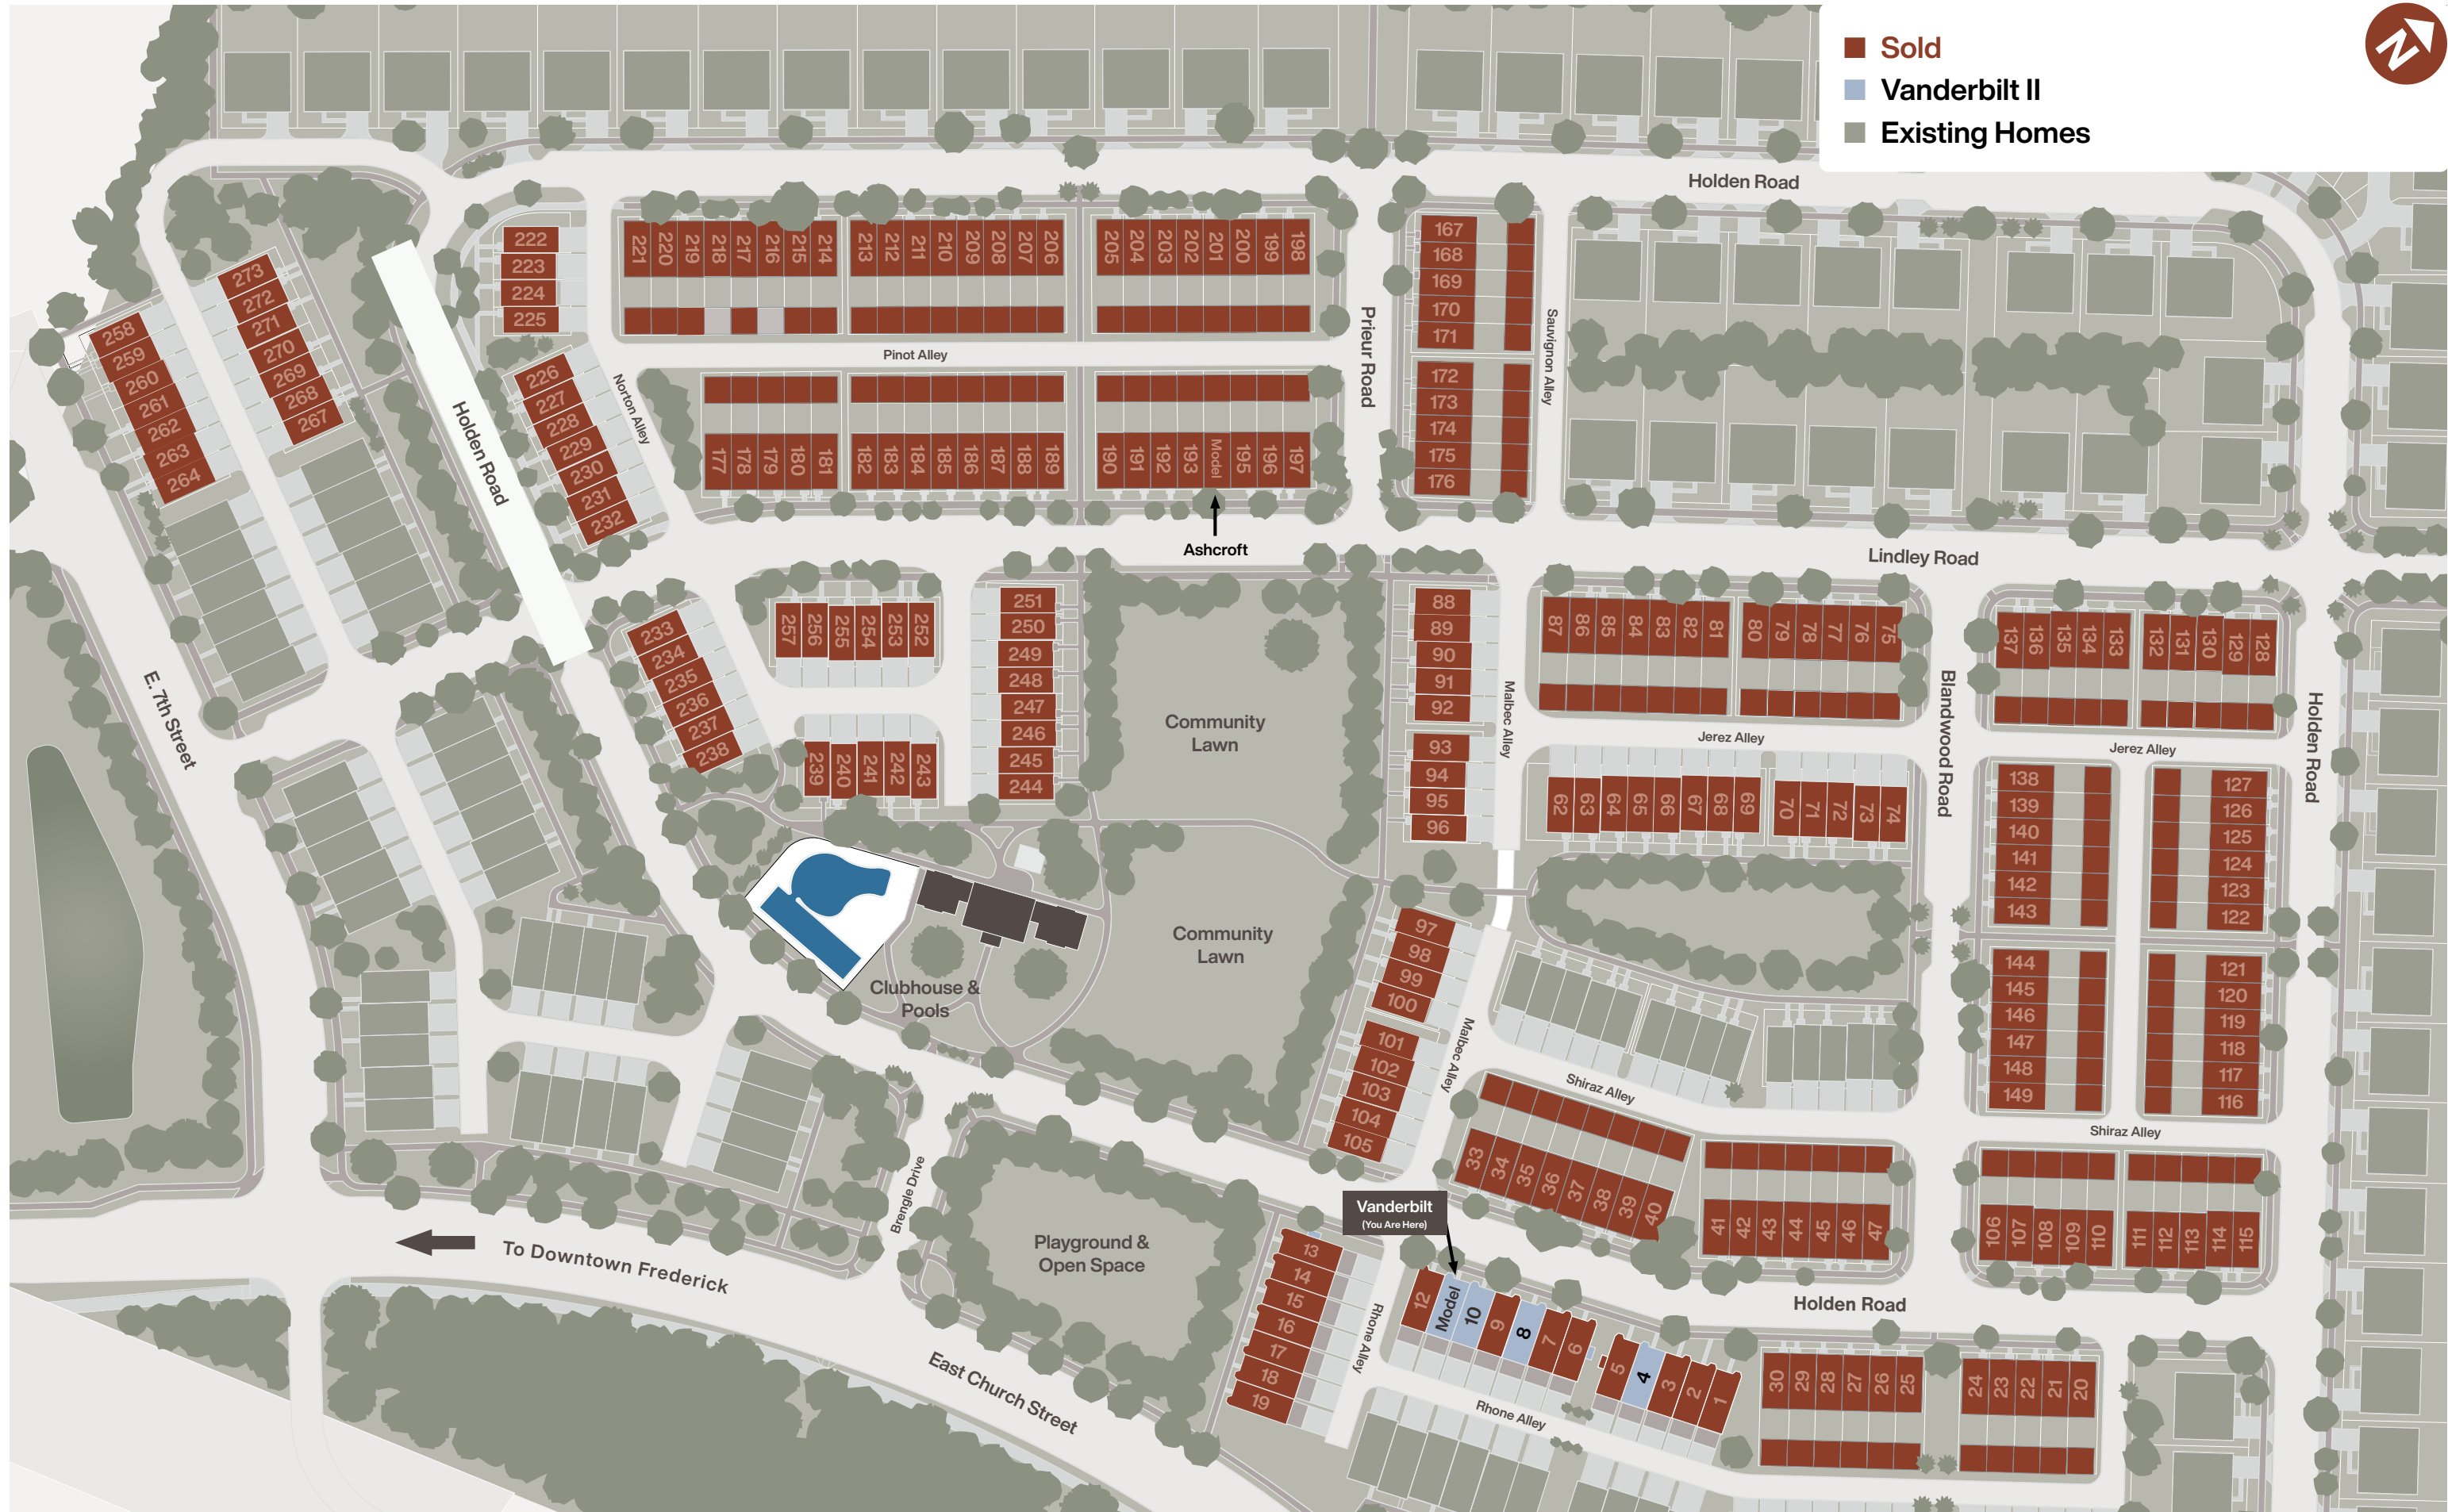 Sold
Vanderbilt II
Existing Homes
N
Holden Road
222
223
224
225
221 220 219 218 217 216 215 214
213 212 211 210 209 208 207 206
205 204 203 202 201 200 199 198
167
168
169
170
171
172
173
174
175
176
Prieur Road
Sauvignon Alley
Pinot Alley
273
272
271
270
269
268
267
258
259
260
261
262
263
264
Holden Road
226
227
228
229
230
231
232
Norton Alley
177 178 179 180 181
182 183 184 185 186 187 188 189
190 191 192 193 Model 195 196 197
Ashcroft
Lindley Road
E. 7th Street
233
234
235
236
237
238
257 256 255 254 253 252
239 240 241 242 243
251
250
249
248
247
246
245
244
Community
Lawn
88
89
90
91
92
93
94
95
96
Malbec Alley
87 86 85 84 83 82 81
80 79 78 77 76 75
Jerez Alley
62 63 64 65 66 67 68 69
70 71 72 73 74
Blandwood Road
137 136 135 134 133
132 131 130 129 128
Jerez Alley
Holden Road
138
139
140
141
142
143
127
126
125
124
123
122
144
145
146
147
148
149
121
120
119
118
117
116
Shiraz Alley
Community
Lawn
Clubhouse &
Pools
97
98
99
100
101
102
103
104
105
Malbec Alley
Shiraz Alley
33 34 35 36 37 38 39 40
41 42 43 44 45 46 47
106 107 108 109 110
111 112 113 114 115
Brengle Drive
Playground &
Open Space
Vanderbilt
(You Are Here)
To Downtown Frederick
East Church Street
13
14
15
16
17
18
19
Rhone Alley
12 Model 10 9 8 7 6
5 4 3 2 1
Rhone Alley
Holden Road
30 29 28 27 26 25
24 23 22 21 20